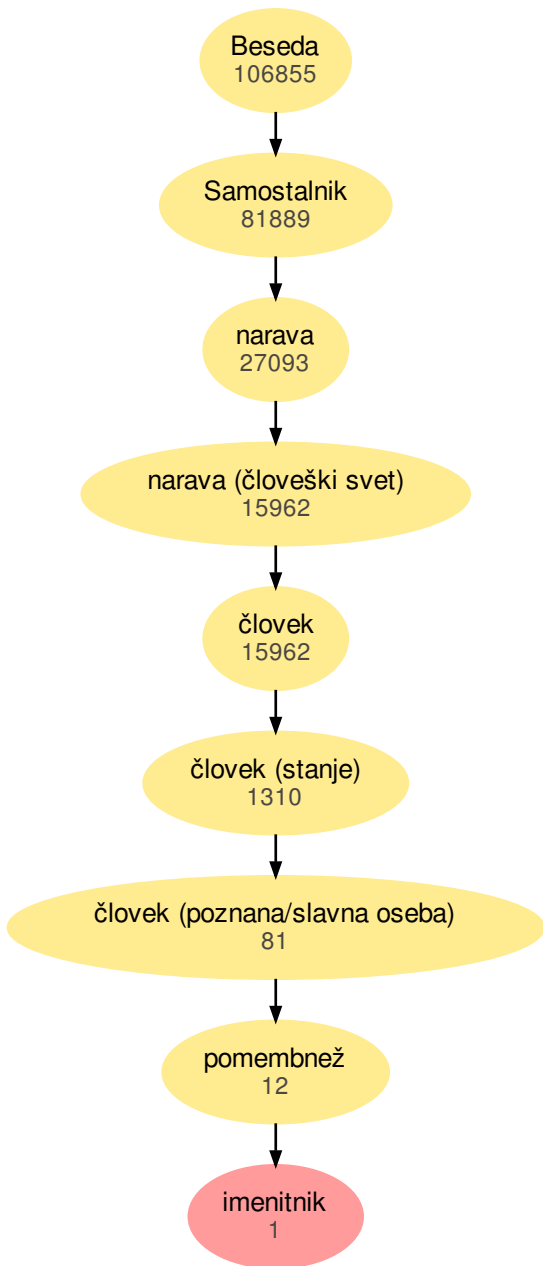 Beseda
106855
Samostalnik
81889
narava
27093
narava (človeški svet)
15962
človek
15962
človek (stanje)
1310
človek (poznana/slavna oseba)
81
pomembnež
12
imenitnik
1